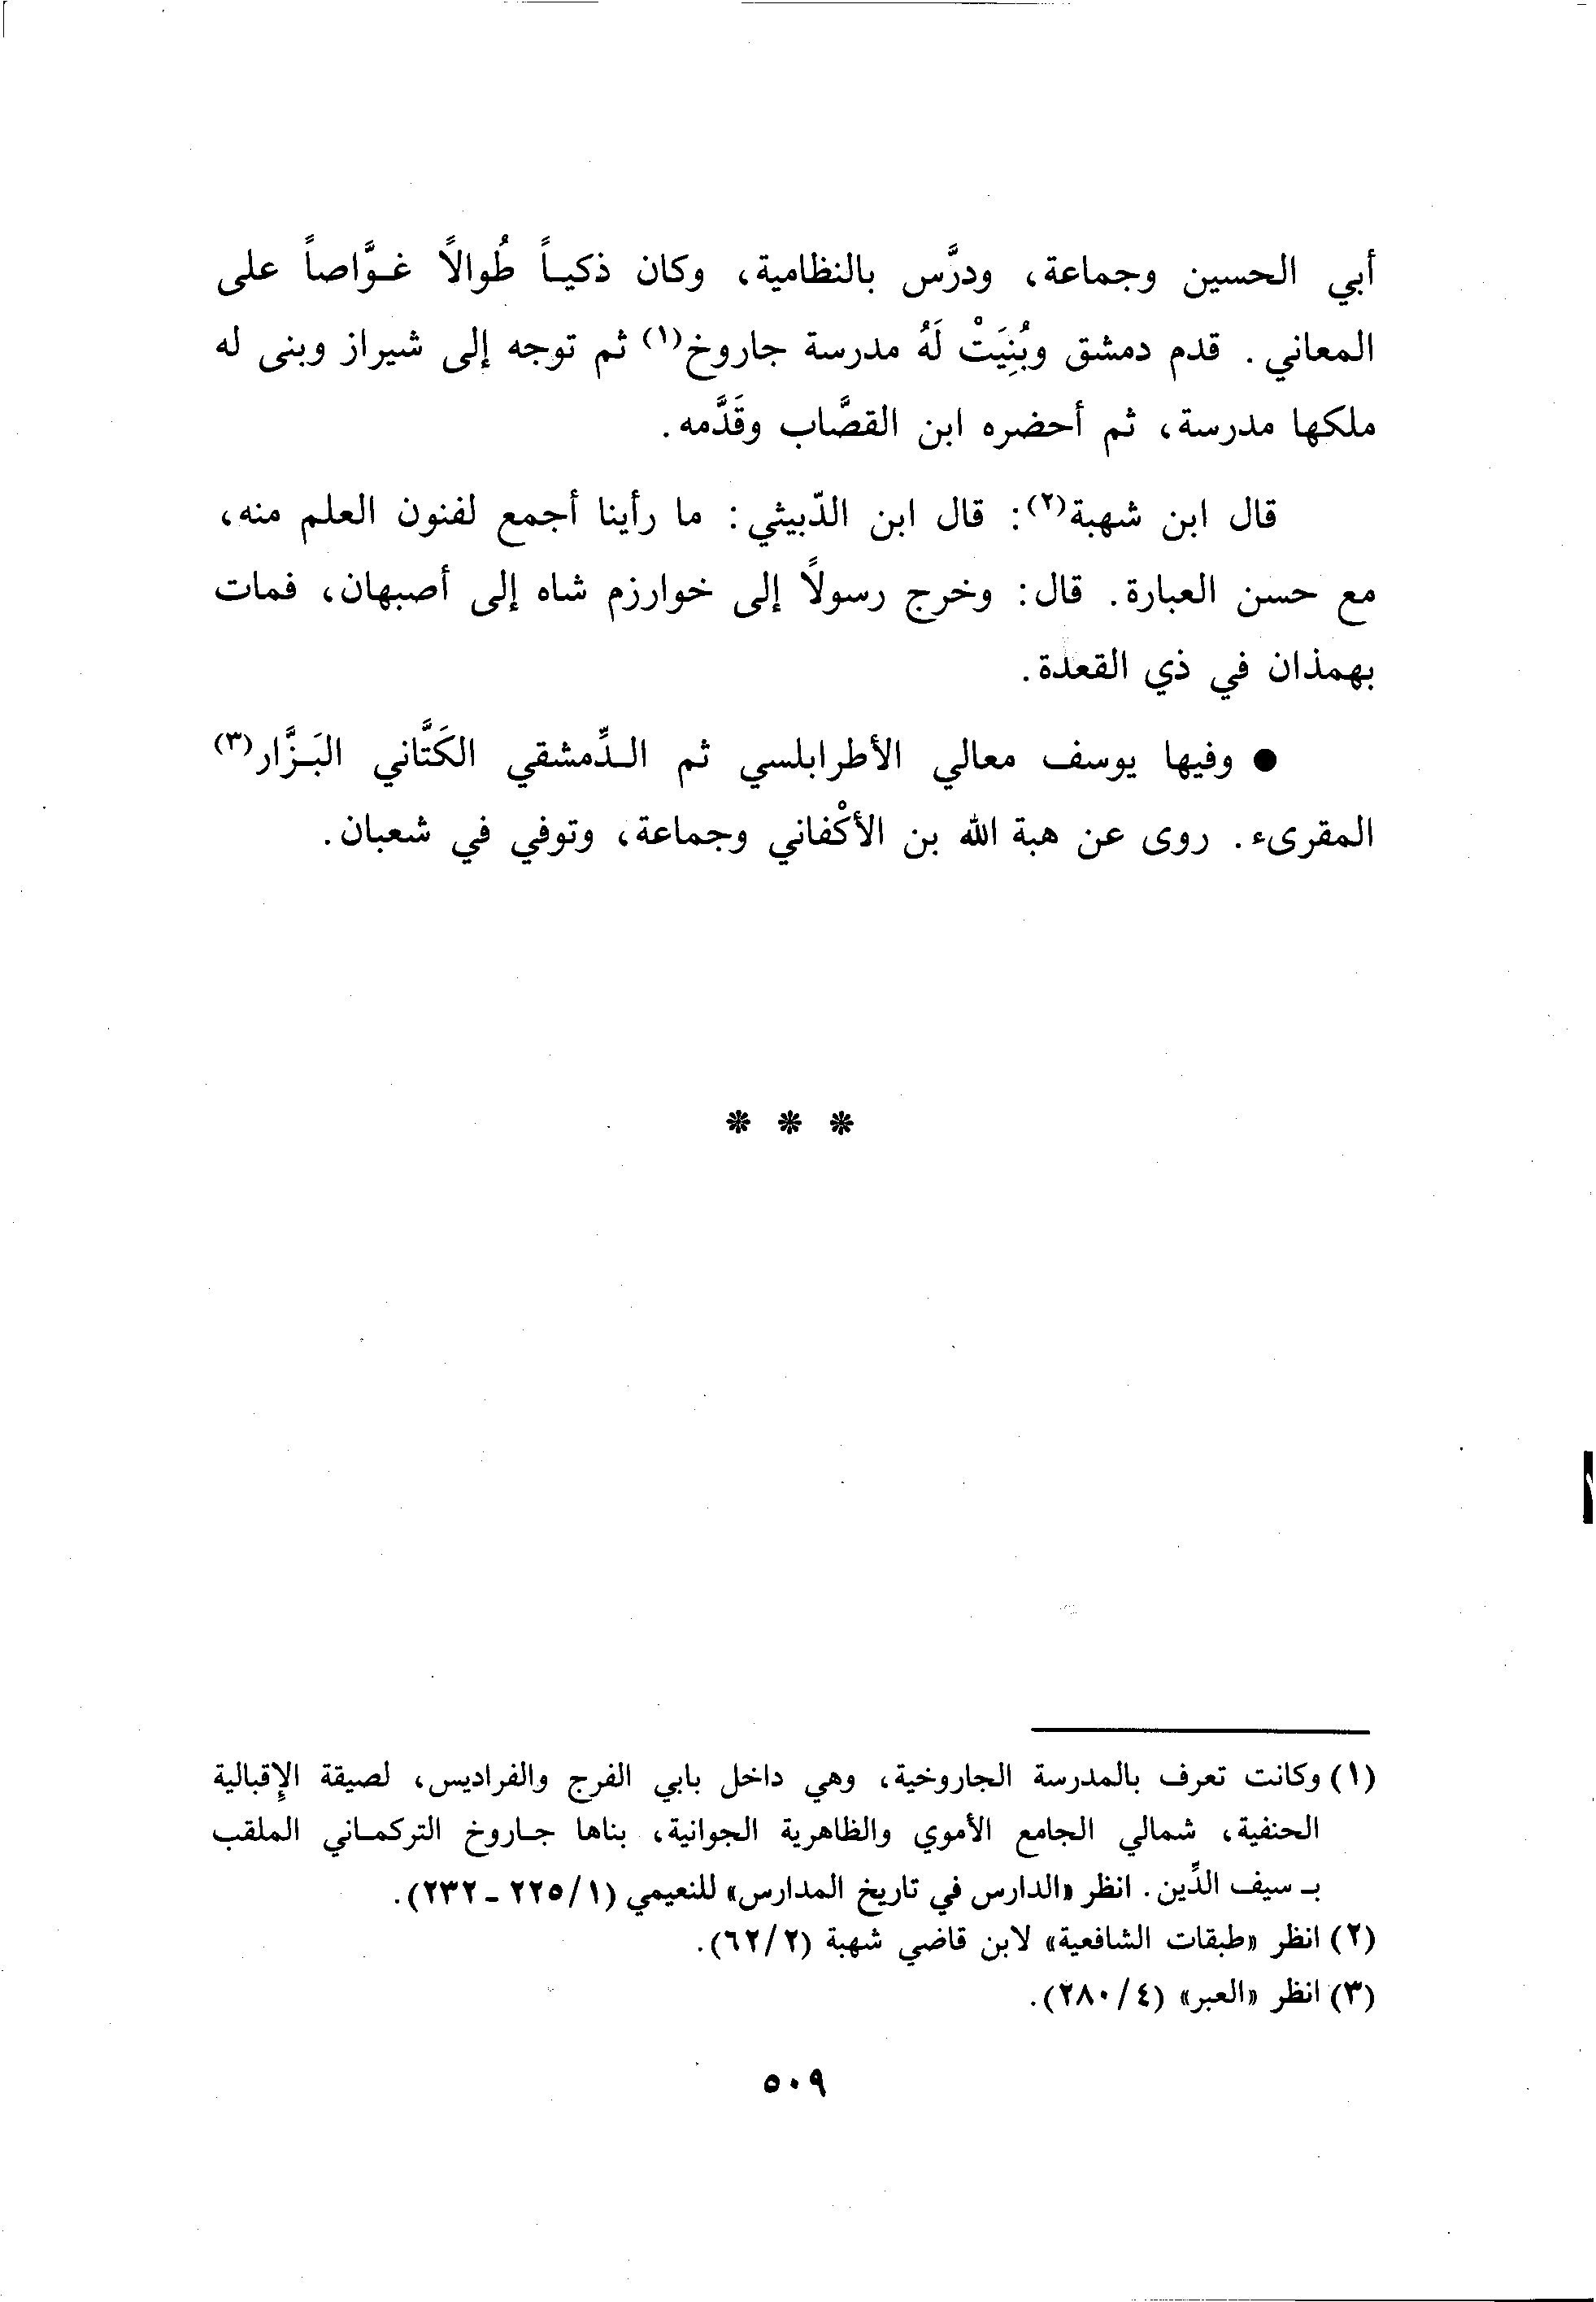 أبي الحسين وجماعة، ودرَّس بالنظامية، وكان ذكيـاً طُوالاً غـوَّاصاً على
المعاني. قدم دمشق وبُنِيَتْ لَهُ مدرسة جاروخ(١) ثم توجه إلى شيراز وبنى له
ملكها مدرسة، ثم أحضره ابن القصَّاب وقَدَّمه.
قال ابن شهبة(٢): قال ابن الدّبيثي: ما رأينا أجمع لفنون العلم منه،
مع حسن العبارة. قال: وخرج رسولاً إلى خوارزم شاه إلى أصبهان، فمات
بهمذان في ذي القعدة.
● وفيها يوسف معالي الأطرابلسي ثم الـدِّمشقي الكَتَّاني البَـزَّار(٣)
المقرىء. روى عن هبة الله بن الأكْفاني وجماعة، وتوفي في شعبان.
* * *
(١) وكانت تعرف بالمدرسة الجاروخية، وهي داخل بابي الفرج والفراديس، لصيقة الإقبالية
الحنفية، شمالي الجامع الأموي والظاهرية الجوانية، بناها جـاروخ التركمـاني الملقب
بـ سيف الدِّين. انظر «الدارس في تاريخ المدارس» للنعيمي (١/ ٢٢٥ - ٢٣٢).
(٢) انظر «طبقات الشافعية» لابن قاضي شهبة (٢/ ٦٢).
(٣) انظر «العبر» (٤/ ٢٨٠).
٥٠٩